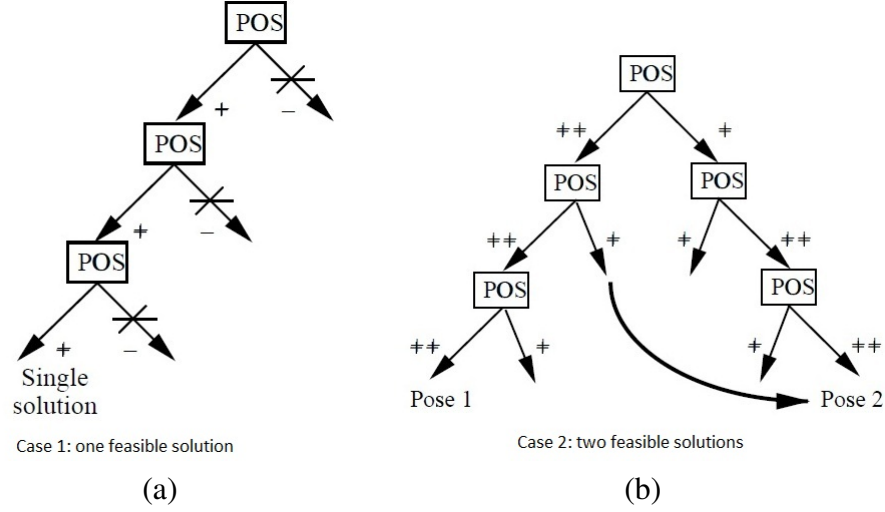 POS
+ –
POS
+ –
POS
+ –
Single
solution
Case 1: one feasible solution
(a)
POS
++ +
POS POS
++ + + ++
POS POS
++ + + ++
Pose 1 Pose 2
Case 2: two feasible solutions
(b)